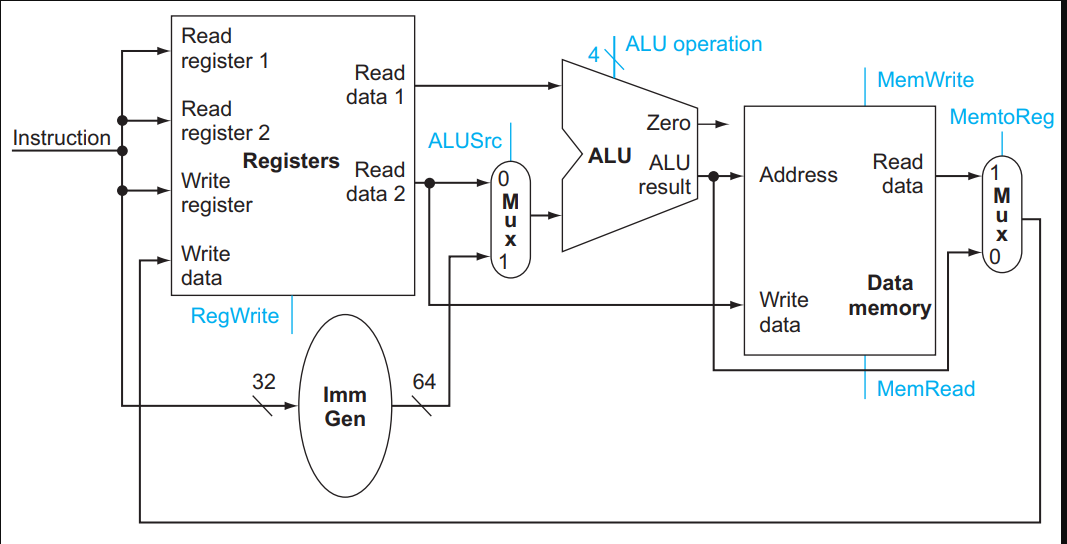 Instruction
Read
register 1
Read
register 2
Write
register
Write
data
Registers
Read
data 1
Read
data 2
RegWrite
32
Imm
Gen
64
ALUSrc
0
M
u
x
1
4
ALU operation
ALU
Zero
ALU
result
MemWrite
Address
Read
data
Write
data
Data
memory
MemRead
MemtoReg
1
M
u
x
0